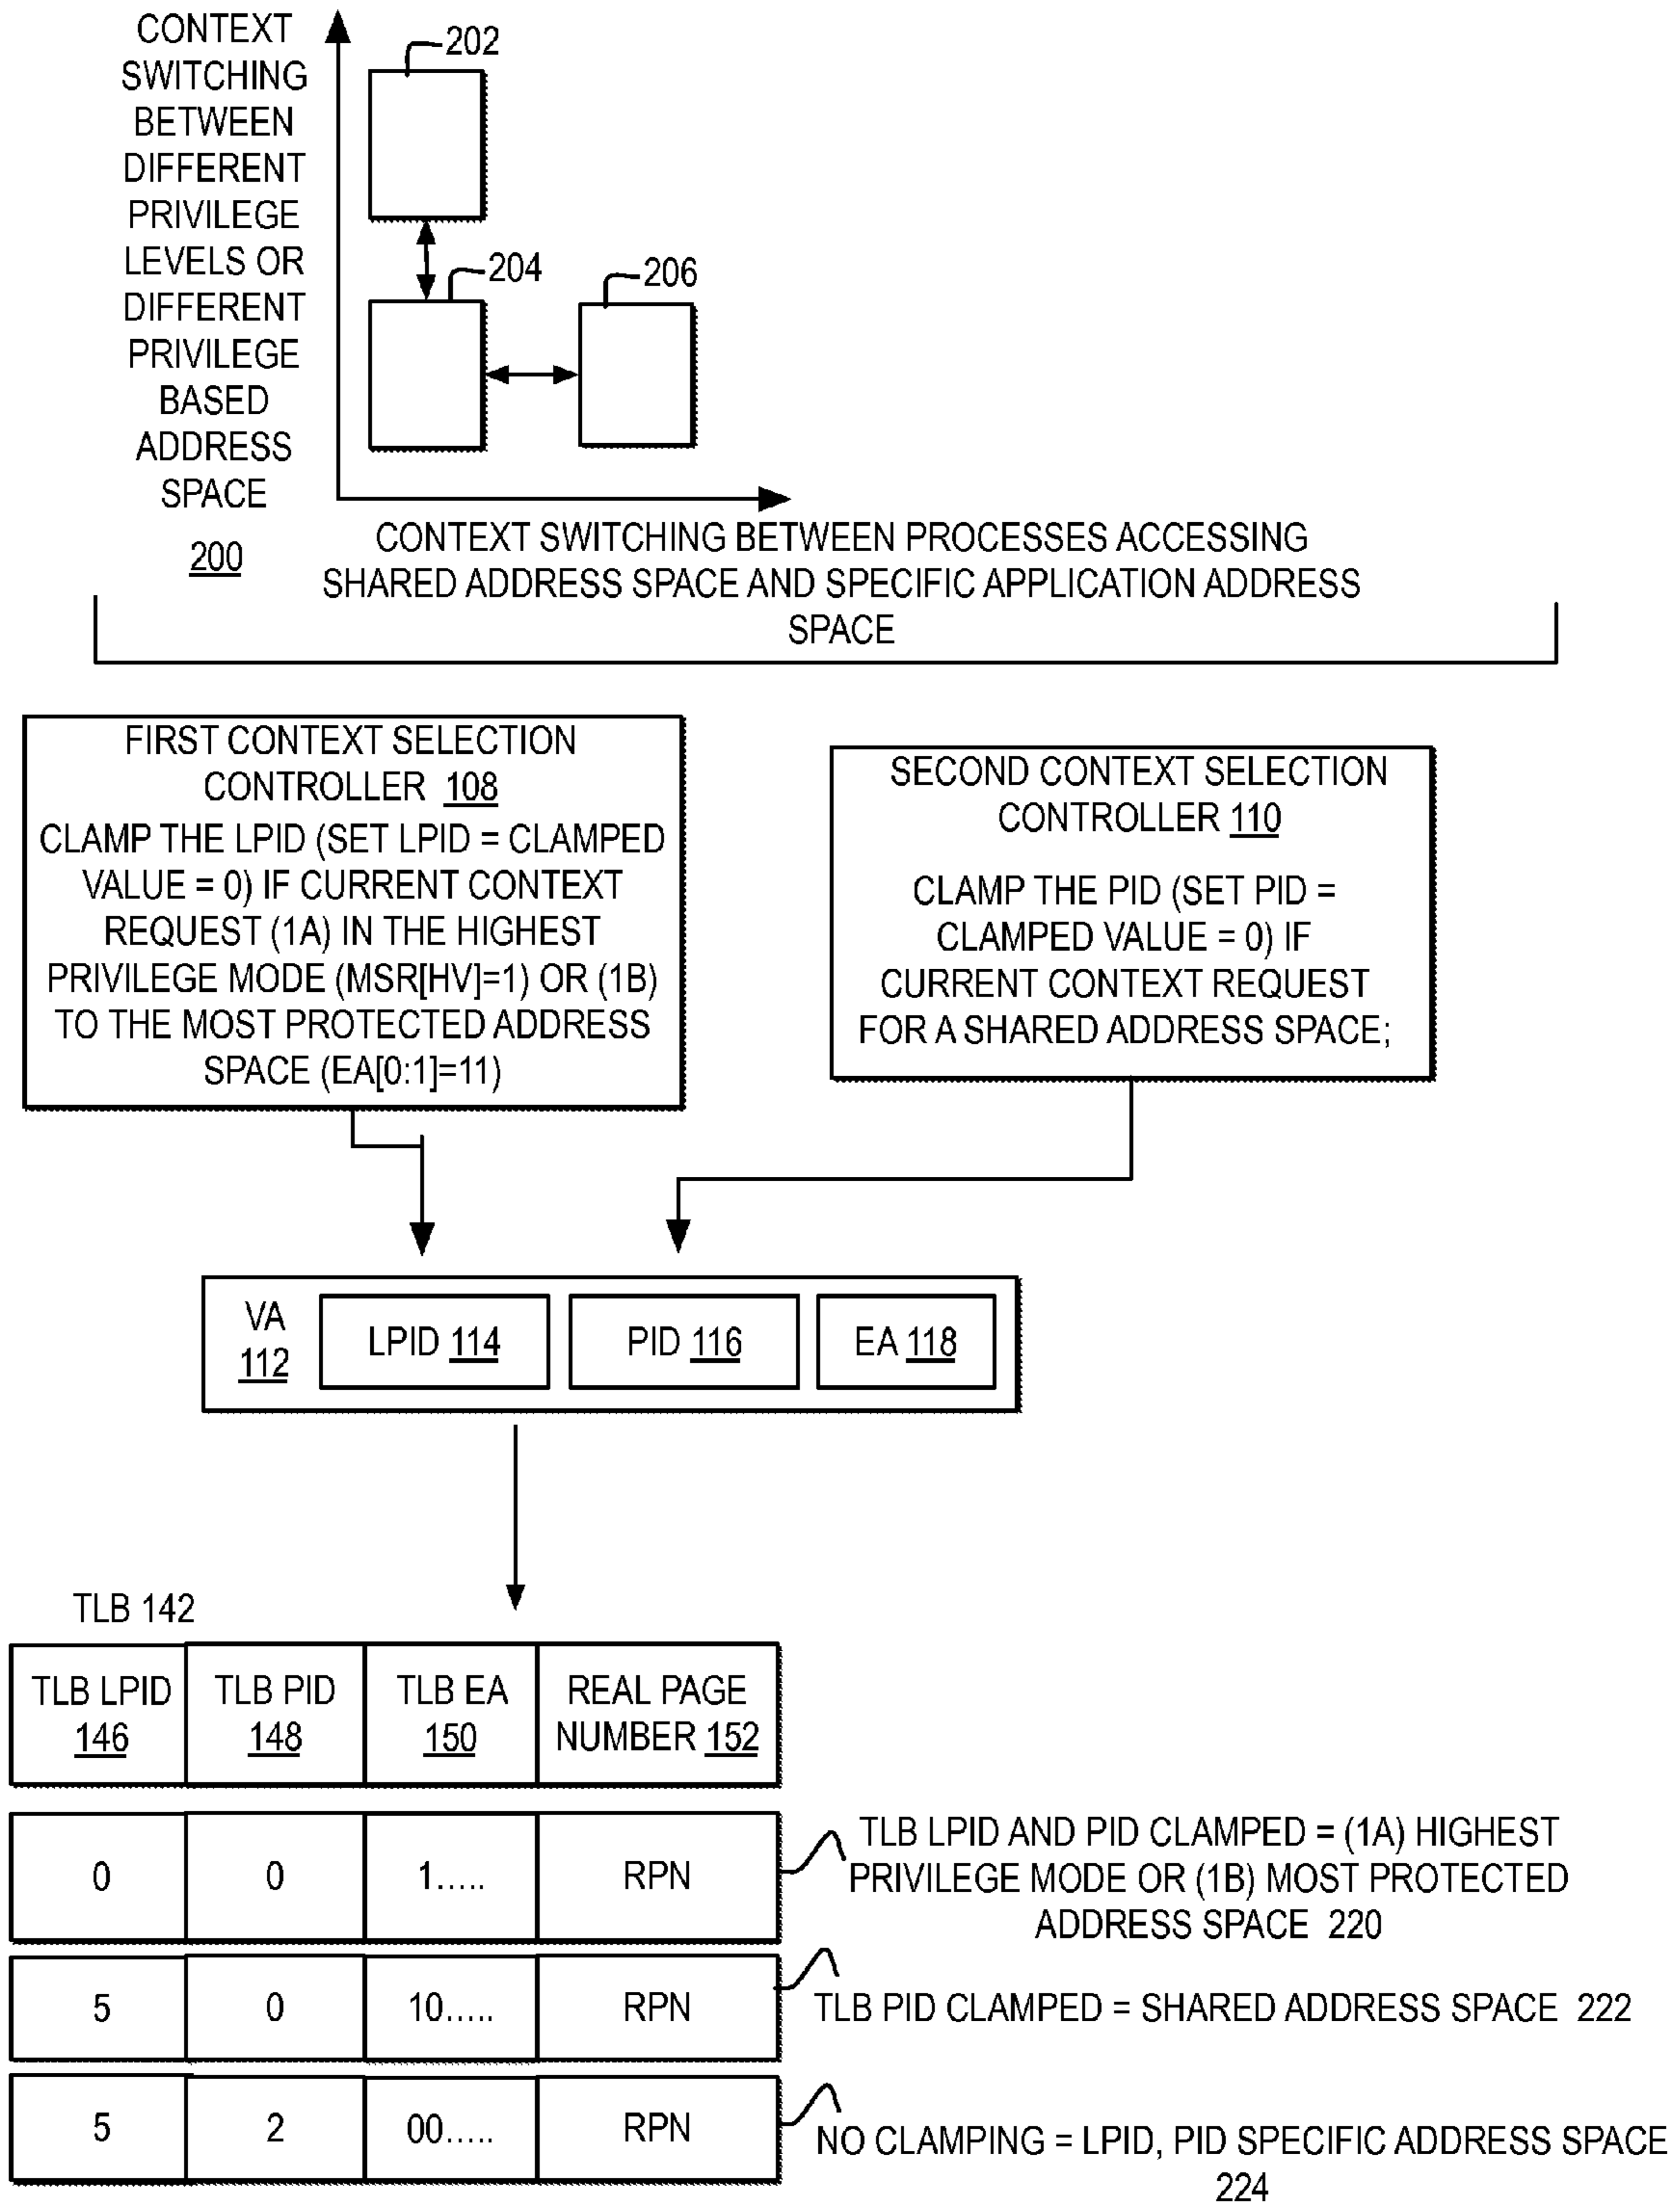 CONTEXT
SWITCHING
BETWEEN
DIFFERENT
PRIVILEGE
LEVELS OR
DIFFERENT
PRIVILEGE
BASED
ADDRESS
SPACE
200
202
204
206
CONTEXT SWITCHING BETWEEN PROCESSES ACCESSING
SHARED ADDRESS SPACE AND SPECIFIC APPLICATION ADDRESS
SPACE
FIRST CONTEXT SELECTION
CONTROLLER 108
CLAMP THE LPID (SET LPID = CLAMPED
VALUE = 0) IF CURRENT CONTEXT
REQUEST (1A) IN THE HIGHEST
PRIVILEGE MODE (MSR[HV]=1) OR (1B)
TO THE MOST PROTECTED ADDRESS
SPACE (EA[0:1]=11)
SECOND CONTEXT SELECTION
CONTROLLER 110
CLAMP THE PID (SET PID =
CLAMPED VALUE = 0) IF
CURRENT CONTEXT REQUEST
FOR A SHARED ADDRESS SPACE;
VA
112
LPID 114
PID 116
EA 118
TLB 142
TLB LPID
146
TLB PID
148
TLB EA
150
REAL PAGE
NUMBER 152
0 0 1..... RPN
TLB LPID AND PID CLAMPED = (1A) HIGHEST
PRIVILEGE MODE OR (1B) MOST PROTECTED
ADDRESS SPACE 220
5 0 10..... RPN
TLB PID CLAMPED = SHARED ADDRESS SPACE 222
5 2 00..... RPN
NO CLAMPING = LPID, PID SPECIFIC ADDRESS SPACE
224